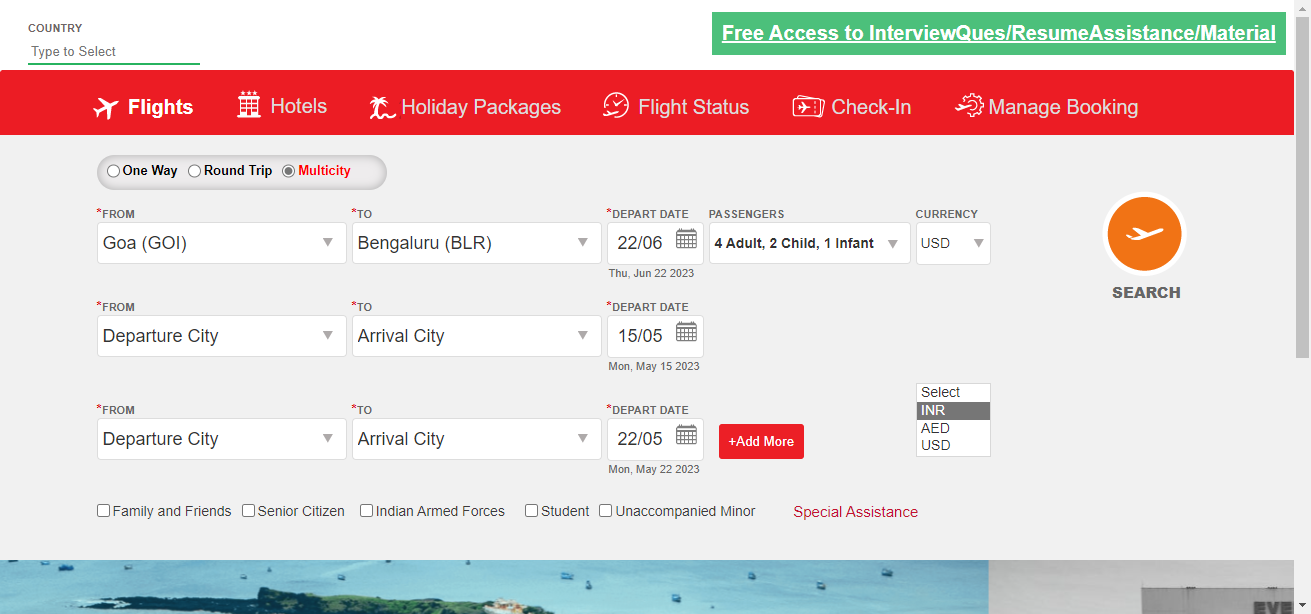 COUNTRY
Type to Select
Free Access to InterviewQues/ResumeAssistance/Material
Flights Hotels Holiday Packages Flight Status Check-In Manage Booking
One Way Round Trip Multicity
*FROM *TO *DEPART DATE PASSENGERS CURRENCY
Goa (GOI) Bengaluru (BLR) 22/06 4 Adult, 2 Child, 1 Infant USD
Thu, Jun 22 2023
SEARCH
*FROM *TO *DEPART DATE
Departure City Arrival City 15/05
Mon, May 15 2023
*FROM *TO *DEPART DATE
Departure City Arrival City 22/05 +Add More
Mon, May 22 2023
Select
INR
AED
USD
Family and Friends Senior Citizen Indian Armed Forces Student Unaccompanied Minor Special Assistance